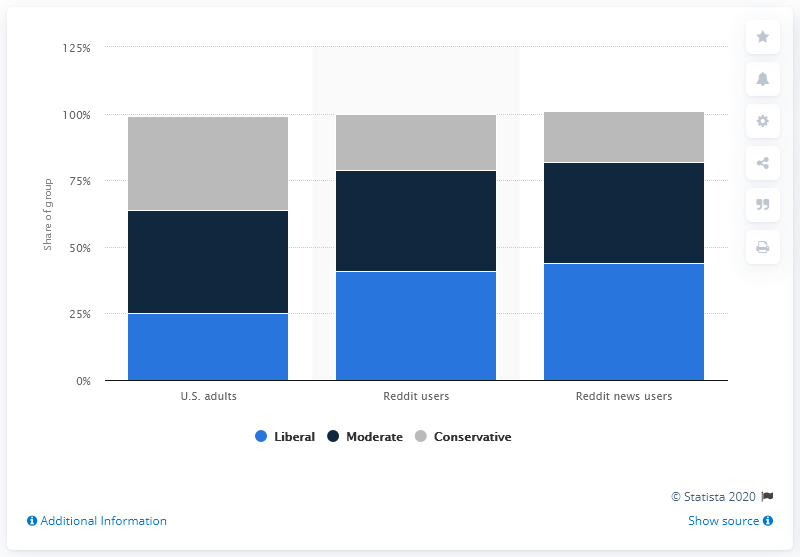 125%
100%
75%
50%
25%
0%
Share of group
U.S. adults
Reddit users
Reddit news users
Liberal
Moderate
Conservative
© Statista 2020
Additional Information
Show source